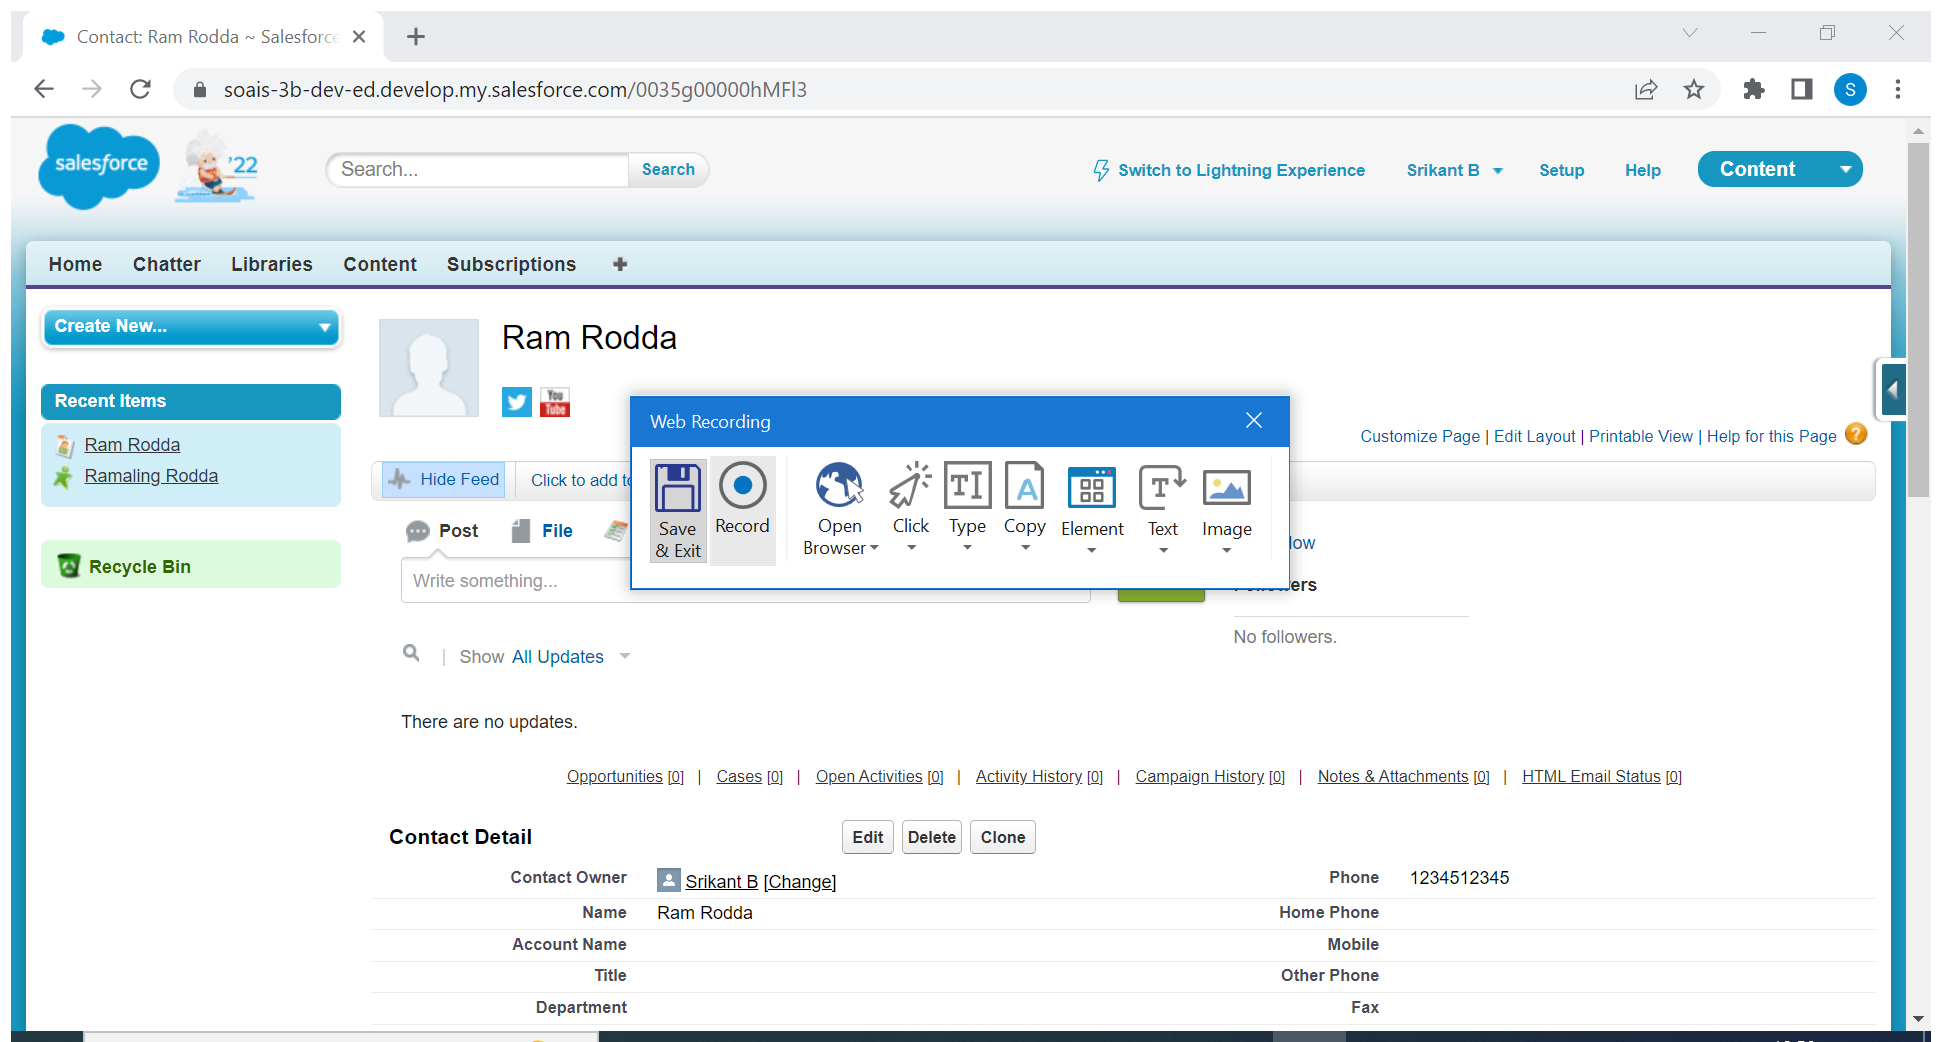 Contact: Ram Rodda ~ Salesforce
soais-3b-dev-ed.develop.my.salesforce.com/0035g00000hMFl3
S
salesforce
'22
Search...
Search
Switch to Lightning Experience
Srikant B
Setup
Help
Content
Home
Chatter
Libraries
Content
Subscriptions
Create New...
Recent Items
Ram Rodda
Ramaling Rodda
Recycle Bin
Ram Rodda
You
Tube
Customize Page | Edit Layout | Printable View | Help for this Page
?
Hide Feed
Click to add to
Web Recording
Save
& Exit
Record
Open
Browser
Click
Type
Copy
Element
Text
Image
Post
File
Write something...
No followers.
Show All Updates
There are no updates.
Opportunities [0] | Cases [0] | Open Activities [0] | Activity History [0] | Campaign History [0] | Notes & Attachments [0] | HTML Email Status [0]
Contact Detail
Edit
Delete
Clone
Contact Owner Srikant B [Change] Phone 1234512345
Name Ram Rodda Home Phone
Account Name Mobile
Title Other Phone
Department Fax